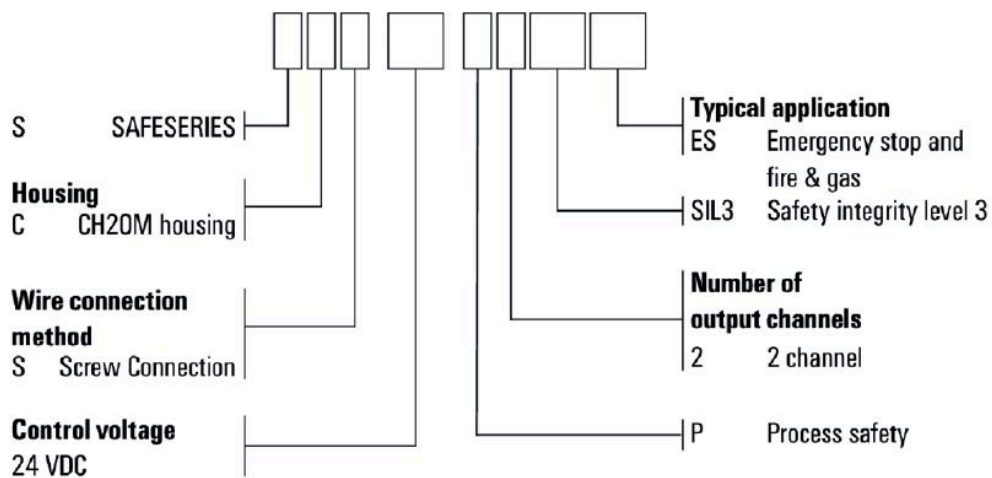 S SAFESERIES
Housing
C CH20M housing
Wire connection
method
S Screw Connection
Control voltage
24 VDC
Typical application
ES Emergency stop and
fire & gas
SIL3 Safety integrity level 3
Number of
output channels
2 2 channel
P Process safety